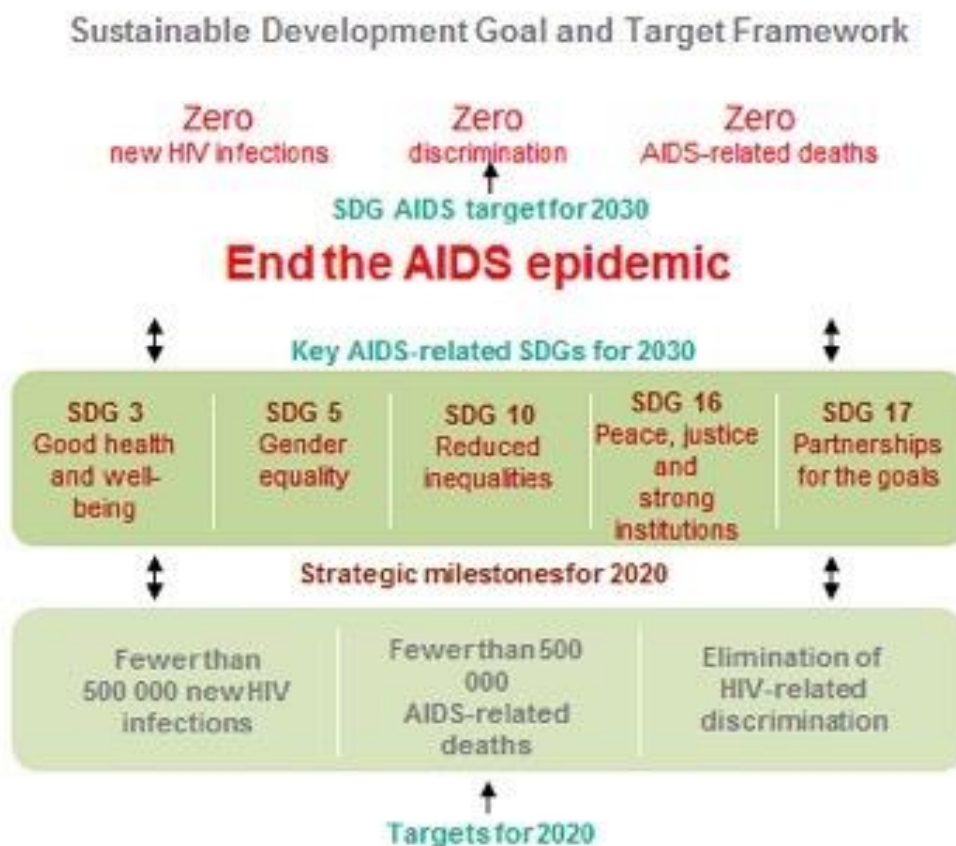 Sustainable Development Goal and Target Framework
Zero
new HIV infections
Zero
discrimination
Zero
AIDS-related deaths
SDG AIDS target for 2030
End the AIDS epidemic
Key AIDS-related SDGs for 2030
SDG 3
Good health
and well-
being
SDG 5
Gender
equality
SDG 10
Reduced
inequalities
SDG 16
Peace, justice
and
strong
institutions
SDG 17
Partnerships
for the goals
Strategic milestones for 2020
Fewer than
500 000 new HIV
infections
Fewer than 500
000
AIDS-related
deaths
Elimination of
HIV-related
discrimination
Targets for 2020